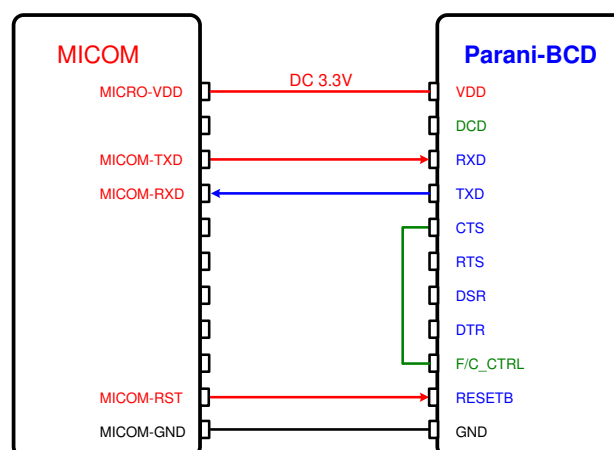 MICOM
Parani-BCD
MICRO-VDD
DC 3.3V
VDD
DCD
MICOM-TXD
RXD
MICOM-RXD
TXD
CTS
RTS
DSR
DTR
F/C_CTRL
MICOM-RST
RESETB
MICOM-GND
GND